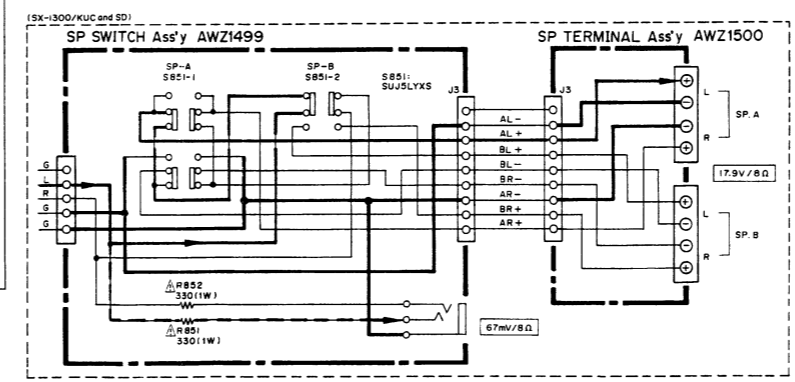 (SX-1300/KUC and SD)
SP SWITCH Ass'y AWZ1499
SP TERMINAL Ass'y AWZ1500
SP-A
S851-1
SP-B
S851-2
S851:
SUJ5LYXS
J3
J3
AL-
AL+
BL+
BL-
BR-
AR-
BR+
AR+
G
L
R
G
G
L
R
SP. A
17.9V/8Ω
L
R
SP. B
R852
330(1W)
R851
330(1W)
67mV/8Ω